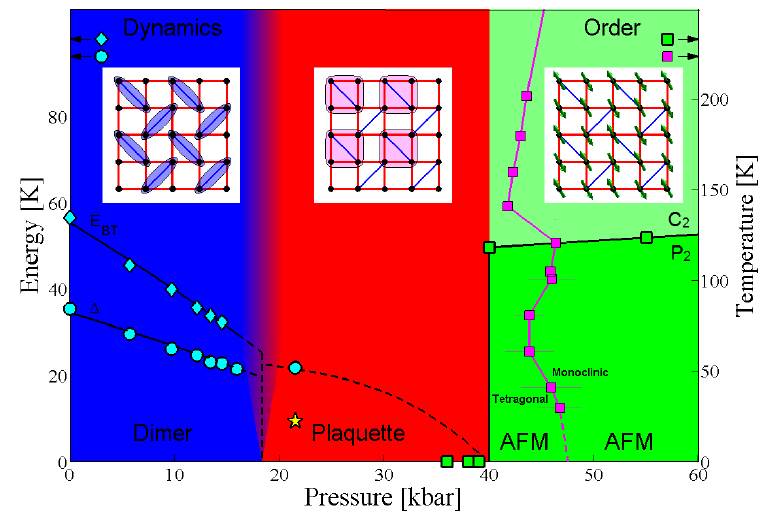 Dynamics
Order
80
60
40
20
0
Energy [K]
E BT
Δ
Dimer
Plaquette
AFM
AFM
C2
P2
Monoclinic
Tetragonal
200
150
100
50
0
Temperature [K]
0
10
20
30
40
50
60
Pressure [kbar]